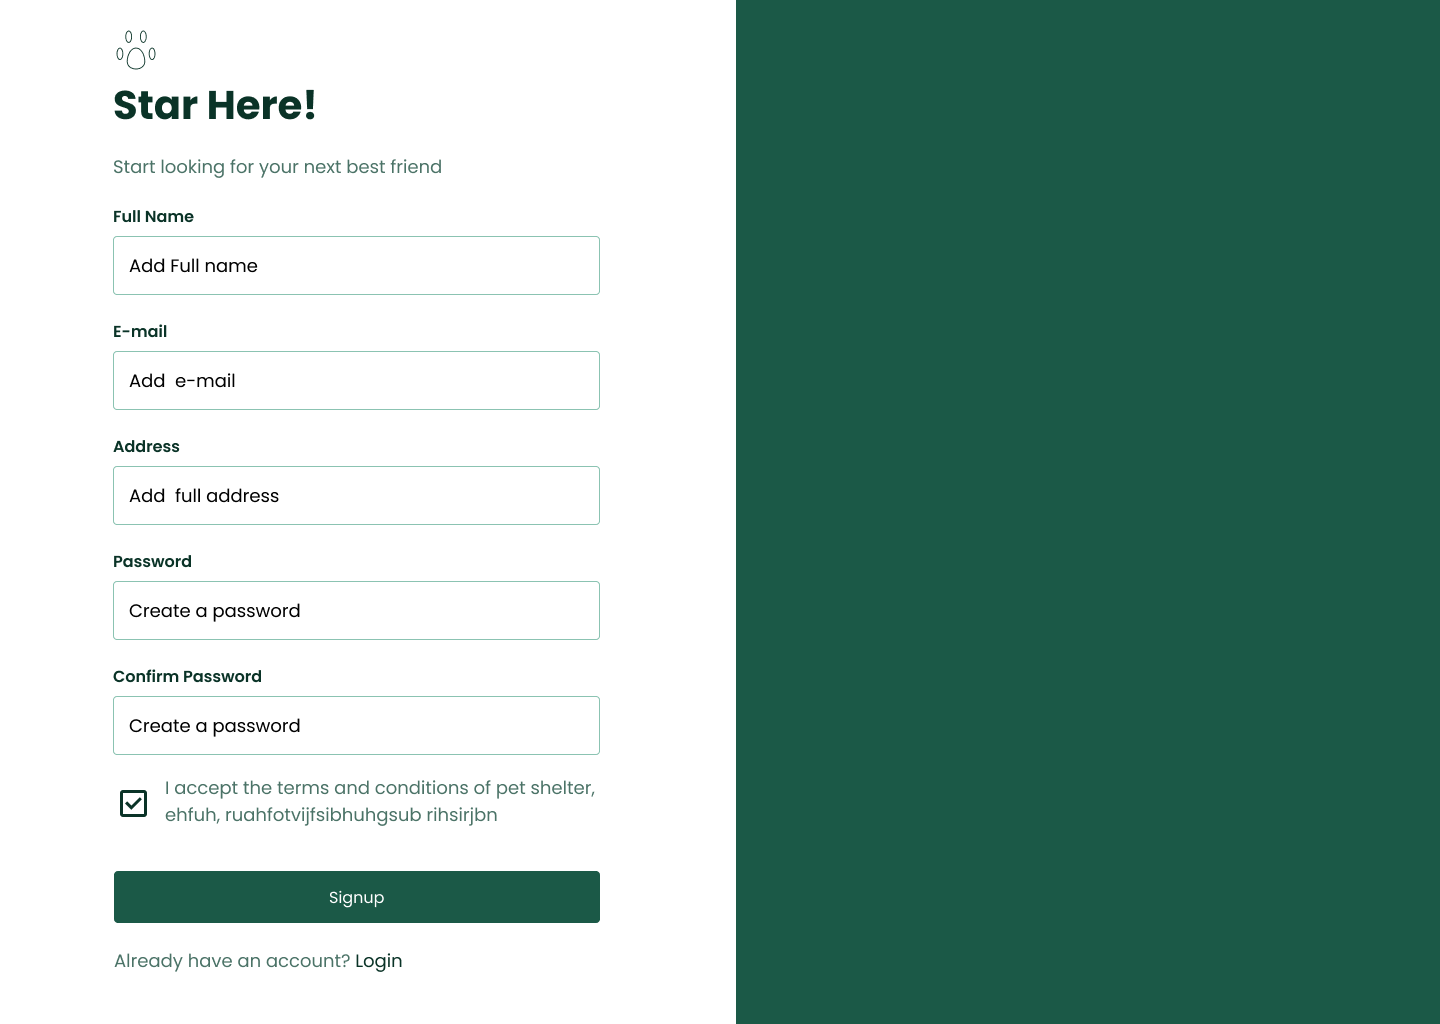 Star Here!
Start looking for your next best friend
Full Name
Add Full name
E-mail
Add  e-mail
Address
Add  full address
Password
Create a password
Confirm Password
Create a password
I accept the terms and conditions of pet shelter,
ehfuh, ruahfotvijfsibhuhgsub rihsirjbn
Signup
Already have an account? Login